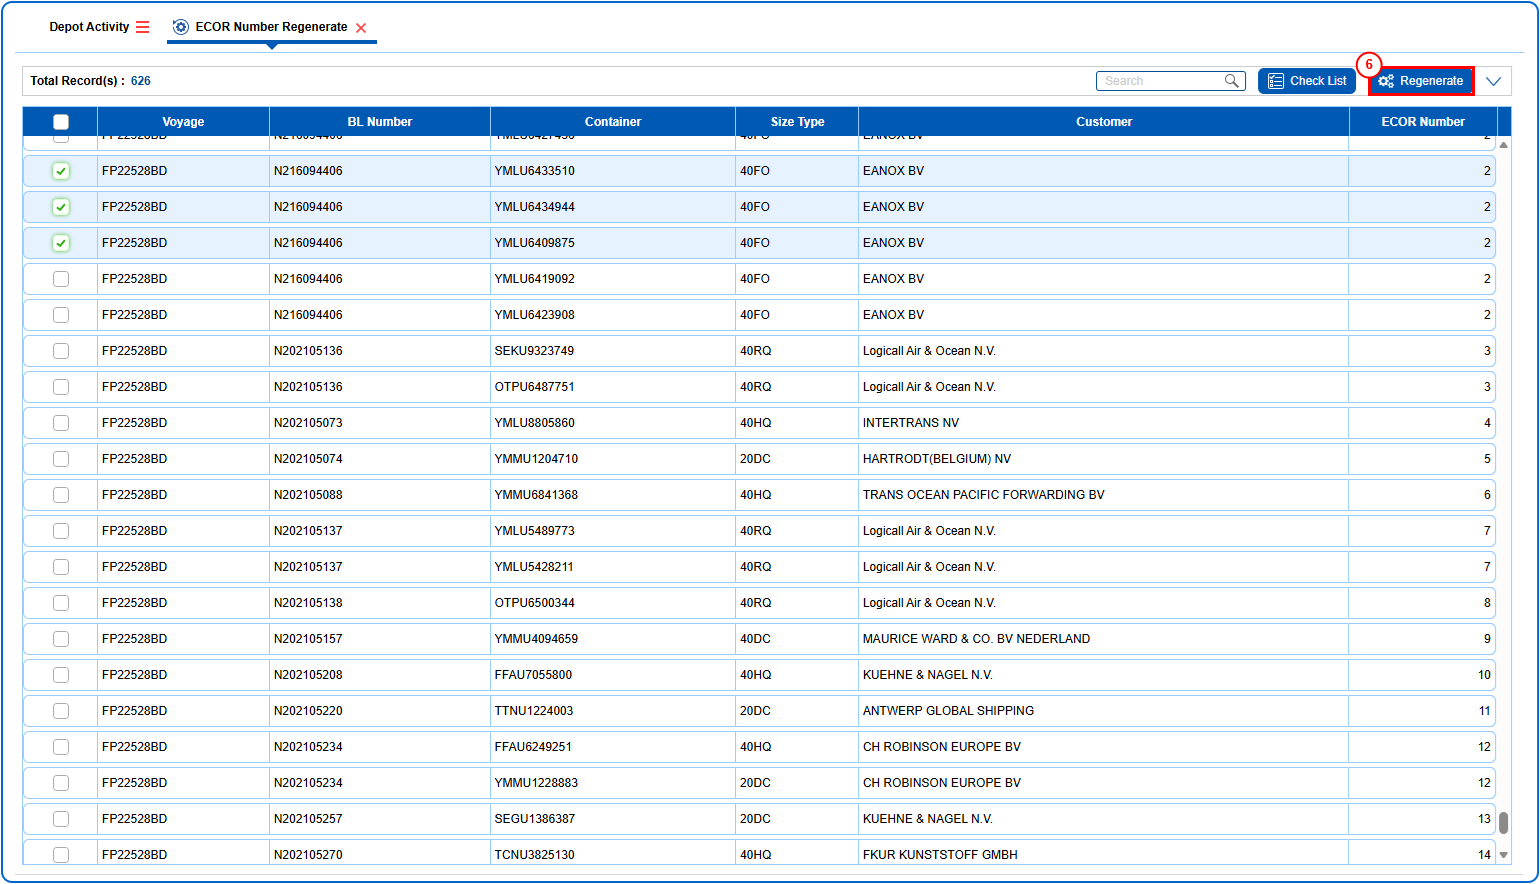 Depot Activity ECOR Number Regenerate
Total Record(s) : 626 Search Check List 6 Regenerate
Voyage BL Number Container Size Type Customer ECOR Number
FP22528BD N216094406 YMLU6433510 40FO EANOX BV 2
FP22528BD N216094406 YMLU6434944 40FO EANOX BV 2
FP22528BD N216094406 YMLU6409875 40FO EANOX BV 2
FP22528BD N216094406 YMLU6419092 40FO EANOX BV 2
FP22528BD N216094406 YMLU6423908 40FO EANOX BV 2
FP22528BD N202105136 SEKU9323749 40RQ Logicall Air & Ocean N.V. 3
FP22528BD N202105136 OTPU6487751 40RQ Logicall Air & Ocean N.V. 3
FP22528BD N202105073 YMLU8805860 40HQ INTERTRANS NV 4
FP22528BD N202105074 YMMU1204710 20DC HARTRODT(BELGIUM) NV 5
FP22528BD N202105088 YMMU6841368 40HQ TRANS OCEAN PACIFIC FORWARDING BV 6
FP22528BD N202105137 YMLU5489773 40RQ Logicall Air & Ocean N.V. 7
FP22528BD N202105137 YMLU5428211 40RQ Logicall Air & Ocean N.V. 7
FP22528BD N202105138 OTPU6500344 40RQ Logicall Air & Ocean N.V. 8
FP22528BD N202105157 YMMU4094659 40DC MAURICE WARD & CO. BV NEDERLAND 9
FP22528BD N202105208 FFAU7055800 40HQ KUEHNE & NAGEL N.V. 10
FP22528BD N202105220 TTNU1224003 20DC ANTWERP GLOBAL SHIPPING 11
FP22528BD N202105234 FFAU6249251 40HQ CH ROBINSON EUROPE BV 12
FP22528BD N202105234 YMMU1228883 20DC CH ROBINSON EUROPE BV 12
FP22528BD N202105257 SEGU1386387 20DC KUEHNE & NAGEL N.V. 13
FP22528BD N202105270 TCNU3825130 40HQ FKUR KUNSTSTOFF GMBH 14